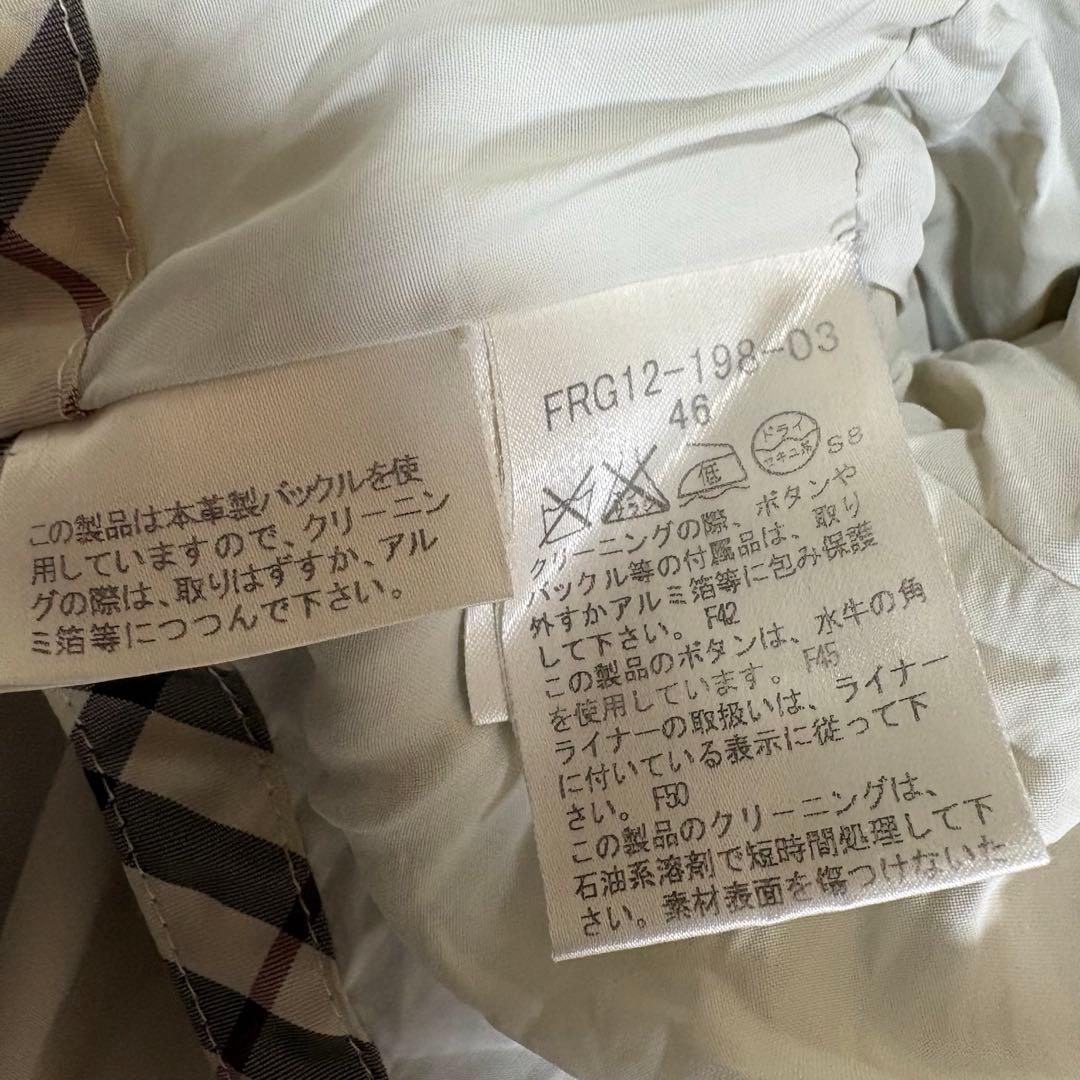 この製品は本革製バックルを使
用していますので、クリーニン
グの際は、取りはずすか、アル
ミ箔等につつんで下さい。
FRG12-198-03
46
エンソサラシ
低
ドライ
セキユ系
S8
クリーニングの際、ボタンや
バックル等の付属品は、取り
外すかアルミ箔等に包み保護
して下さい。 F42
この製品のボタンは、水牛の角
を使用しています。 F45
ライナーの取扱いは、ライナー
に付いている表示に従って下
さい。 F50
この製品のクリーニングは、
石油系溶剤で短時間処理して下
さい。素材表面を傷つけないた